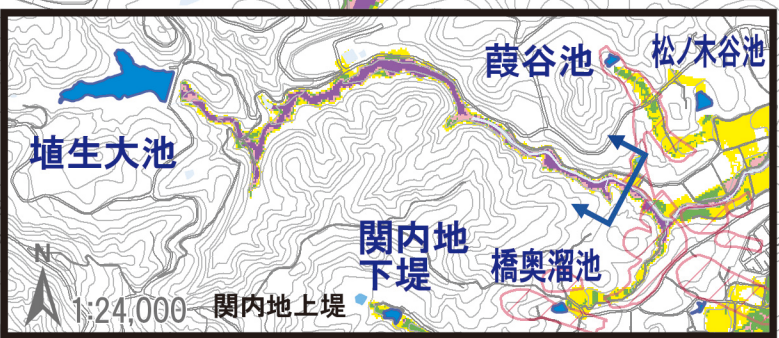 葭谷池
松ノ木谷池
埴生大池
関内地
下堤
橋奥溜池
N
1:24,000
関内地上堤